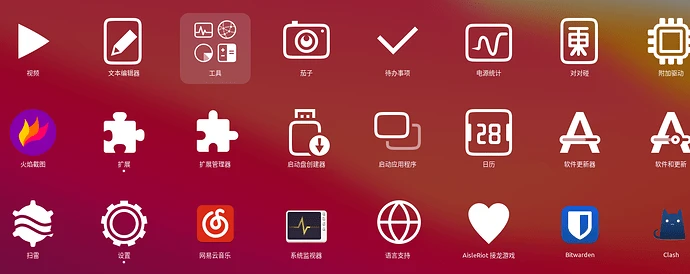 视频
文本编辑器
工具
茄子
待办事项
电源统计
東
对对碰
附加驱动
火焰截图
扩展
扩展管理器
启动盘创建器
启动应用程序
28
日历
软件更新器
软件和更新
扫雷
设置
网易云音乐
系统监视器
语言支持
AisleRiot 接龙游戏
Bitwarden
Clash